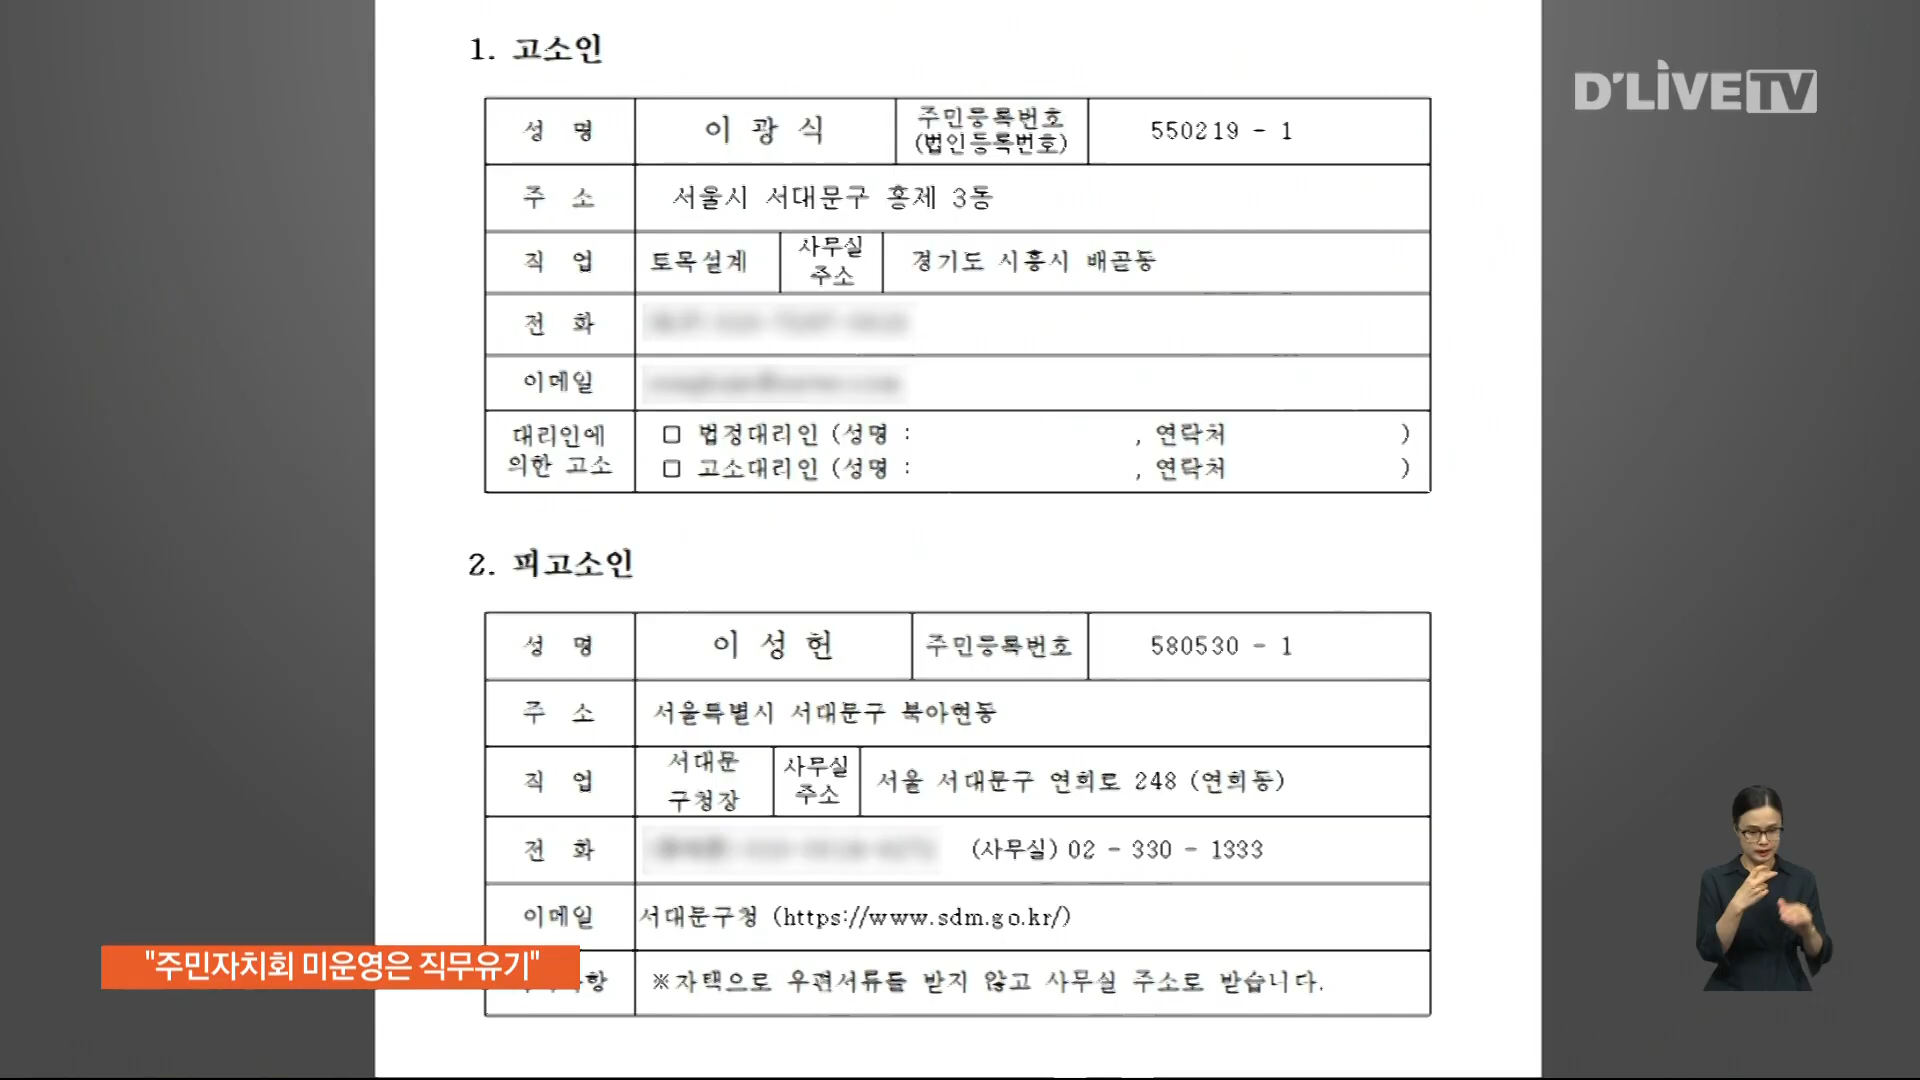 D'LIVE TV
1. 고소인
성 명 이 광 식 주민등록번호 (법인등록번호) 550219 - 1
주 소 서울시 서대문구 홍제 3동
직 업 토목설계 사무실 주소 경기도 시흥시 배곧동
전 화
이메일
대리인에 의한 고소
□ 법정대리인 (성명 : , 연락처 )
□ 고소대리인 (성명 : , 연락처 )
2. 피고소인
성 명 이 성 헌 주민등록번호 580530 - 1
주 소 서울특별시 서대문구 북아현동
직 업 서대문 구청장 사무실 주소 서울 서대문구 연희로 248 (연희동)
전 화 (사무실) 02 - 330 - 1333
이메일 서대문구청 (https://www.sdm.go.kr/)
※자택으로 우편서류들 받지 않고 사무실 주소로 받습니다.
"주민자치회 미운영은 직무유기"